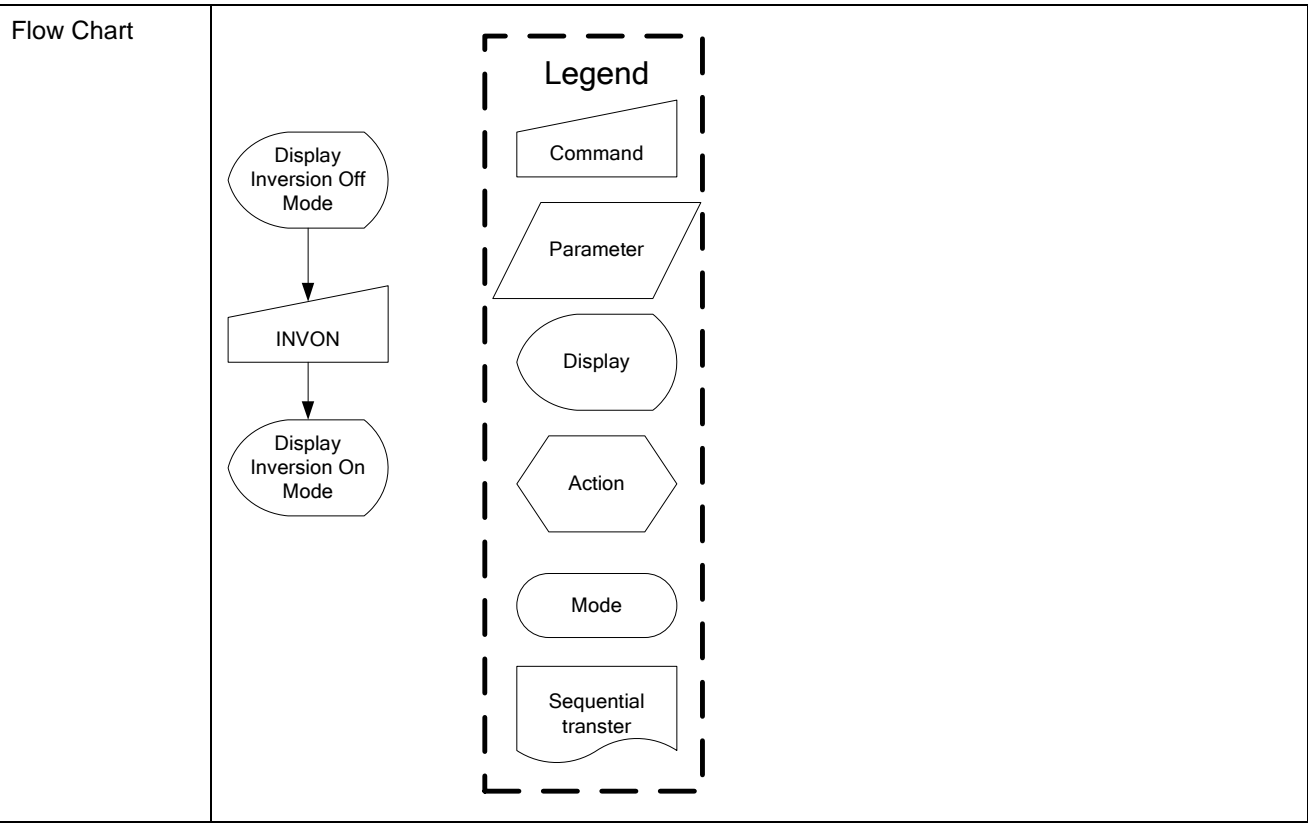 Flow Chart
Display
Inversion Off
Mode
INVON
Display
Inversion On
Mode
Legend
Command
Parameter
Display
Action
Mode
Sequential
transter